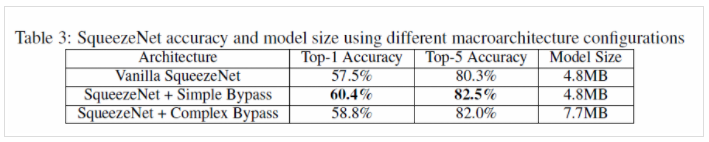 Table 3: SqueezeNet accuracy and model size using different macroarchitecture configurations
Architecture Top-1 Accuracy Top-5 Accuracy Model Size
Vanilla SqueezeNet 57.5% 80.3% 4.8MB
SqueezeNet + Simple Bypass 60.4% 82.5% 4.8MB
SqueezeNet + Complex Bypass 58.8% 82.0% 7.7MB